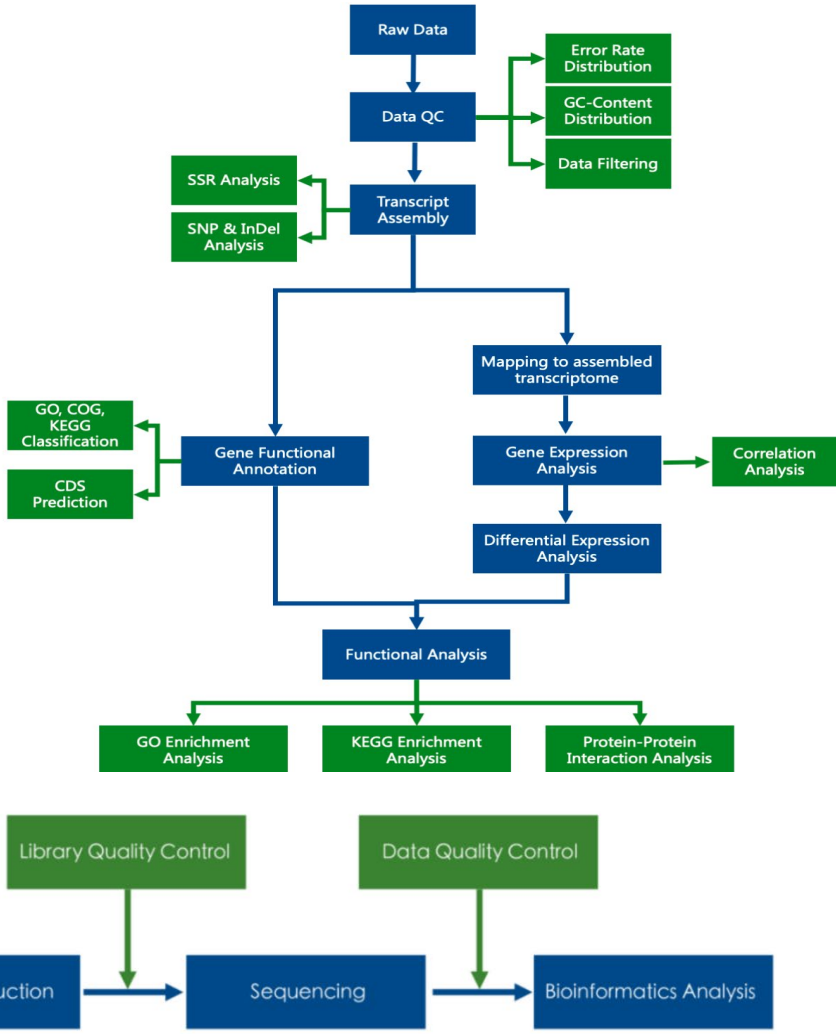 Raw Data
Error Rate
Distribution
Data QC
GC-Content
Distribution
Data Filtering
SSR Analysis
Transcript
Assembly
SNP & InDel
Analysis
Mapping to assembled
transcriptome
GO, COG,
KEGG
Classification
Gene Functional
Annotation
Gene Expression
Analysis
Correlation
Analysis
CDS
Prediction
Differential Expression
Analysis
Functional Analysis
GO Enrichment
Analysis
KEGG Enrichment
Analysis
Protein-Protein
Interaction Analysis
Library Quality Control
Data Quality Control
uction
Sequencing
Bioinformatics Analysis